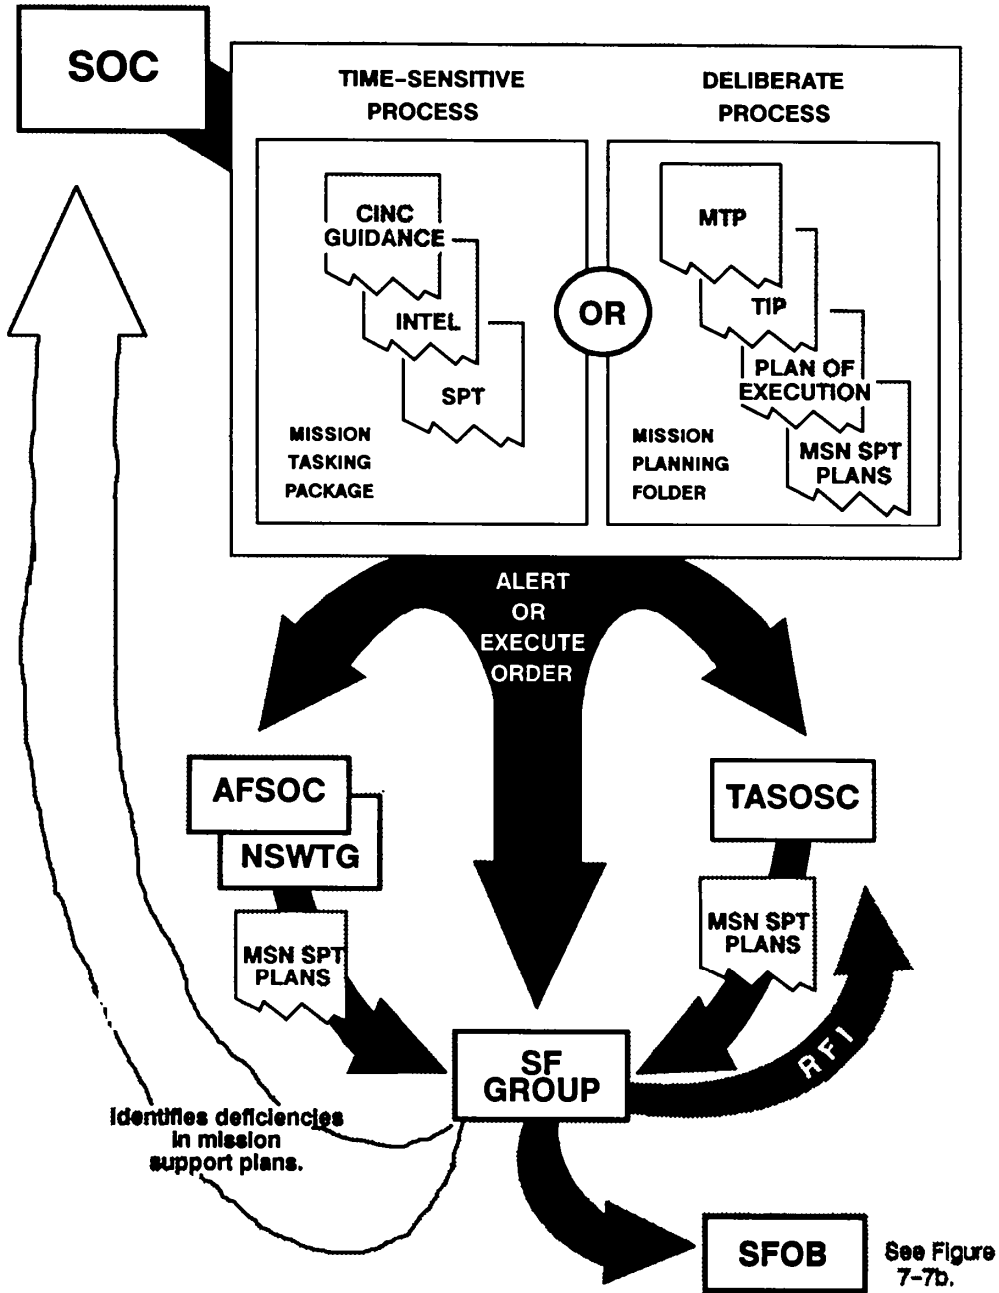 SOC
TIME-SENSITIVE
PROCESS
DELIBERATE
PROCESS
CINC
GUIDANCE
INTEL
SPT
MISSION
TASKING
PACKAGE
OR
MTP
TIP
PLAN OF
EXECUTION
MSN SPT
PLANS
MISSION
PLANNING
FOLDER
ALERT
OR
EXECUTE
ORDER
AFSOC
NSWTG
MSN SPT
PLANS
TASOSC
MSN SPT
PLANS
RFI
SF
GROUP
Identifies deficiencies
in mission
support plans.
SFOB
See Figure
7-7b.